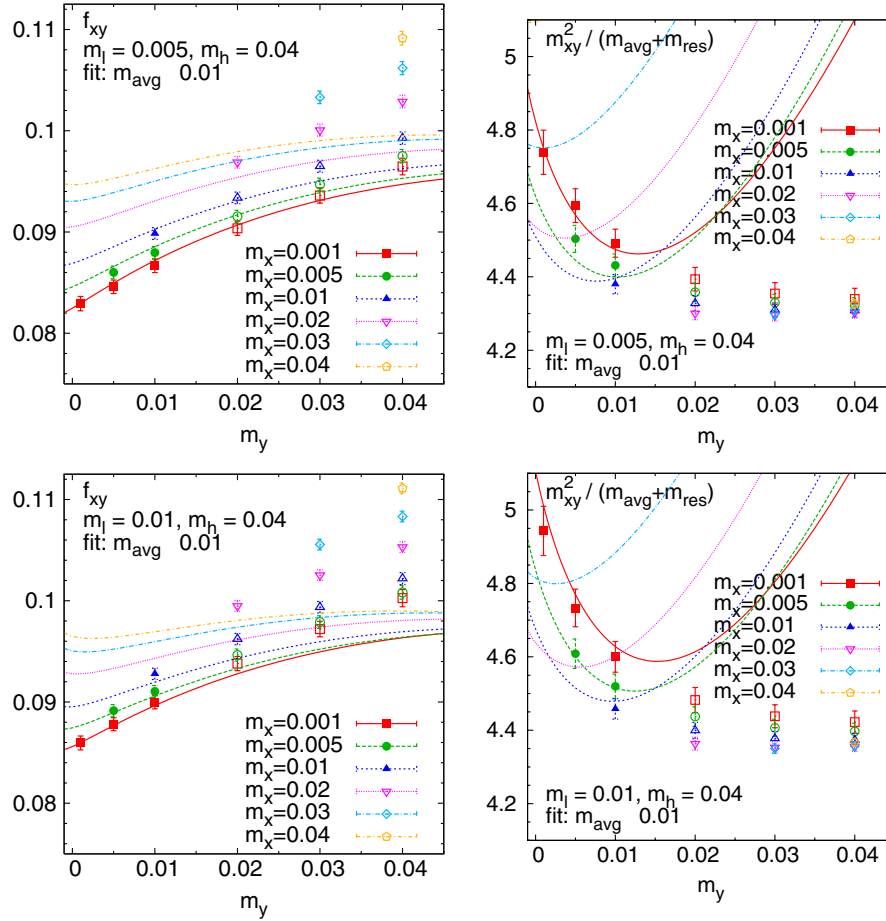 f_xy
m_l = 0.005, m_h = 0.04
fit: m_avg 0.01
0.11
0.1
0.09
0.08
m_x=0.001
m_x=0.005
m_x=0.01
m_x=0.02
m_x=0.03
m_x=0.04
0 0.01 0.02 0.03 0.04
m_y
m_xy^2 / (m_avg+m_res)
5
4.8
4.6
4.4
4.2
m_x=0.001
m_x=0.005
m_x=0.01
m_x=0.02
m_x=0.03
m_x=0.04
m_l = 0.005, m_h = 0.04
fit: m_avg 0.01
0 0.01 0.02 0.03 0.04
m_y
f_xy
m_l = 0.01, m_h = 0.04
fit: m_avg 0.01
0.11
0.1
0.09
0.08
m_x=0.001
m_x=0.005
m_x=0.01
m_x=0.02
m_x=0.03
m_x=0.04
0 0.01 0.02 0.03 0.04
m_y
m_xy^2 / (m_avg+m_res)
5
4.8
4.6
4.4
4.2
m_x=0.001
m_x=0.005
m_x=0.01
m_x=0.02
m_x=0.03
m_x=0.04
m_l = 0.01, m_h = 0.04
fit: m_avg 0.01
0 0.01 0.02 0.03 0.04
m_y